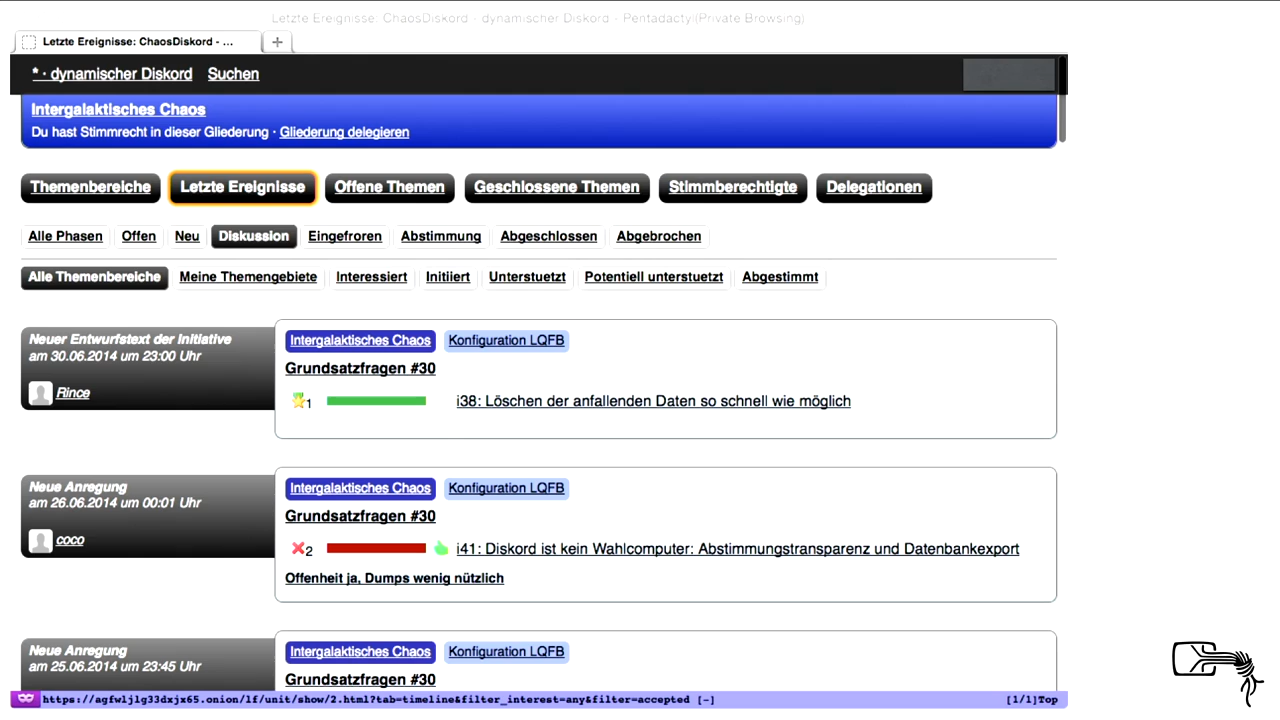 Letzte Ereignisse: ChaosDiskord - dynamischer Diskord - Pentadactyl(Private Browsing)
Letzte Ereignisse: ChaosDiskord - ...
* · dynamischer Diskord Suchen
Intergalaktisches Chaos
Du hast Stimmrecht in dieser Gliederung · Gliederung delegieren
Themenbereiche Letzte Ereignisse Offene Themen Geschlossene Themen Stimmberechtigte Delegationen
Alle Phasen Offen Neu Diskussion Eingefroren Abstimmung Abgeschlossen Abgebrochen
Alle Themenbereiche Meine Themengebiete Interessiert Initiiert Unterstuetzt Potentiell unterstuetzt Abgestimmt
Neuer Entwurfstext der Initiative
am 30.06.2014 um 23:00 Uhr
Rince
Intergalaktisches Chaos Konfiguration LQFB
Grundsatzfragen #30
1 i38: Löschen der anfallenden Daten so schnell wie möglich
Neue Anregung
am 26.06.2014 um 00:01 Uhr
coco
Intergalaktisches Chaos Konfiguration LQFB
Grundsatzfragen #30
2 i41: Diskord ist kein Wahlcomputer: Abstimmungstransparenz und Datenbankexport
Offenheit ja, Dumps wenig nützlich
Neue Anregung
am 25.06.2014 um 23:45 Uhr
Intergalaktisches Chaos Konfiguration LQFB
Grundsatzfragen #30
https://agfwljlg33dxjx65.onion/lf/unit/show/2.html?tab=timeline&filter_interest=any&filter=accepted [-] [1/1]Top